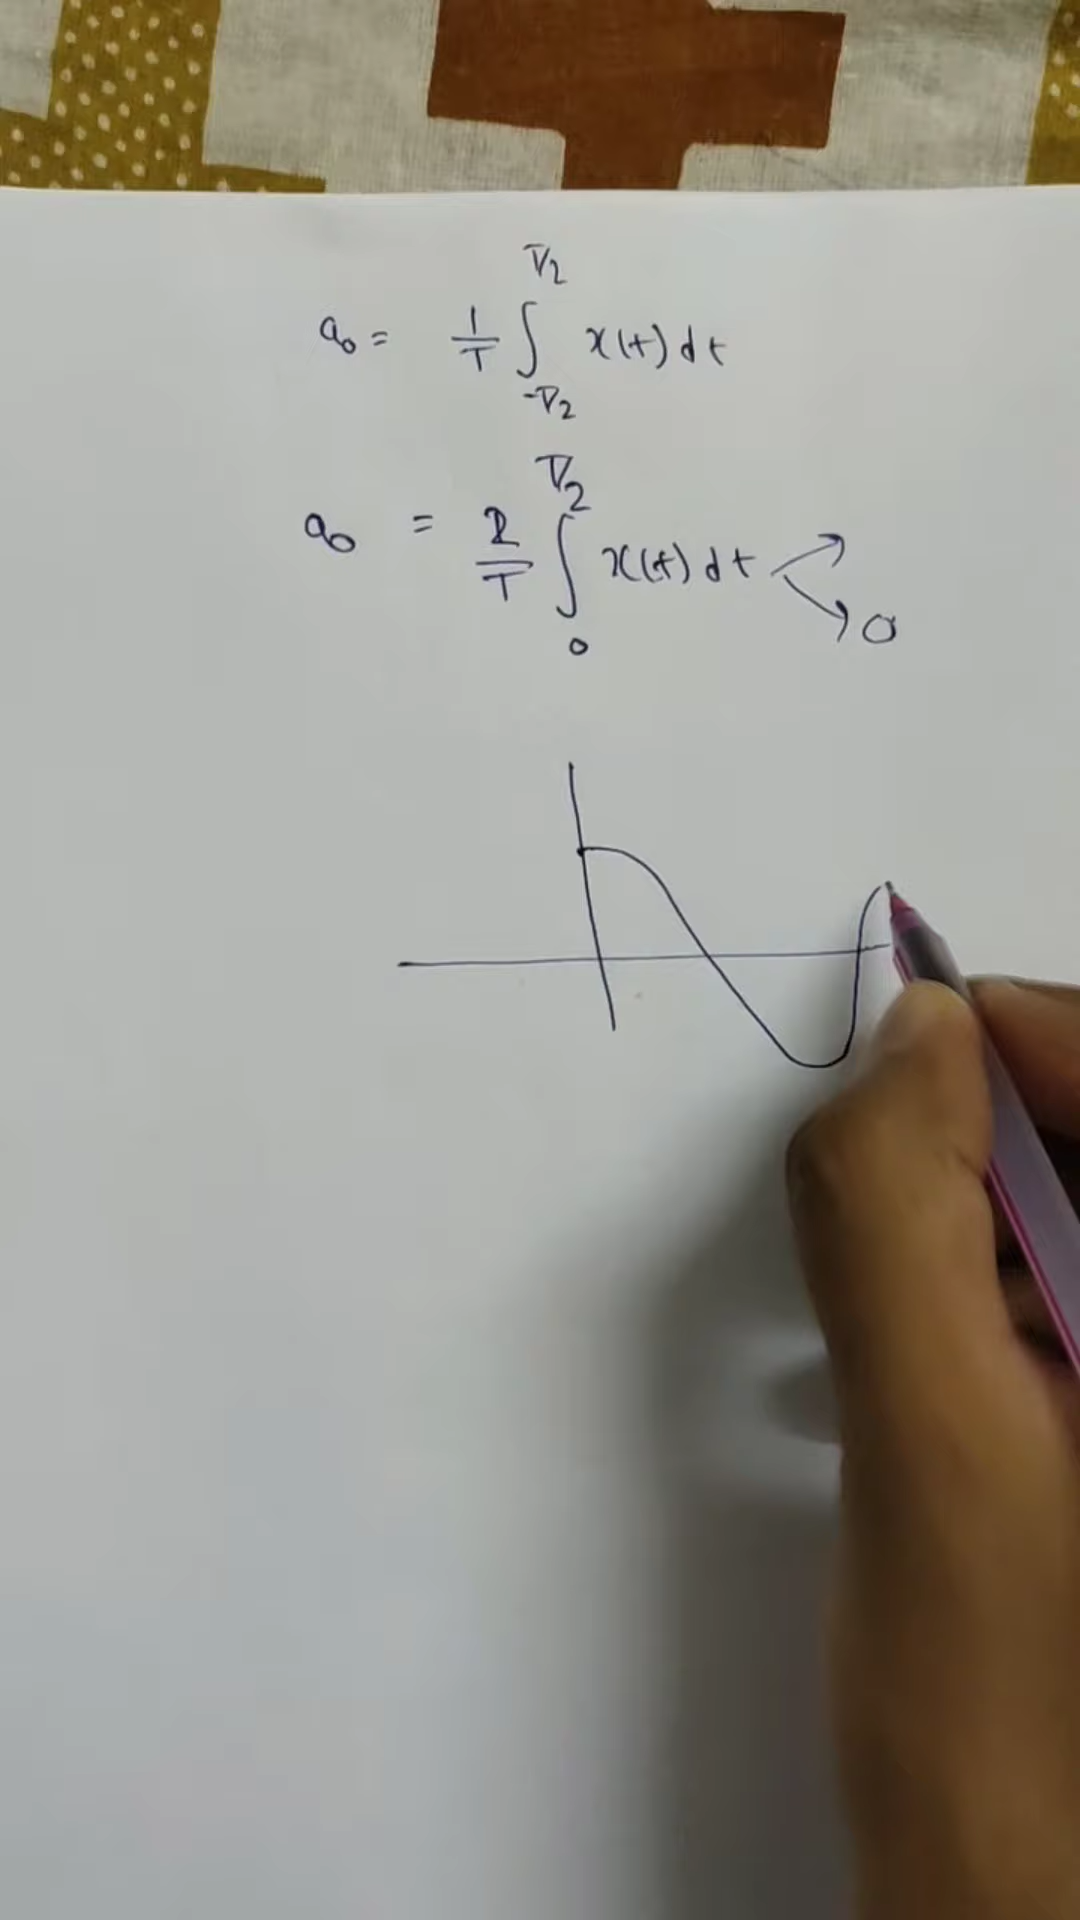 a₀ = 1/T ∫_{-T/2}^{T/2} x(t) dt
a₀ = 2/T ∫_{0}^{T/2} x(t) dt → → 0